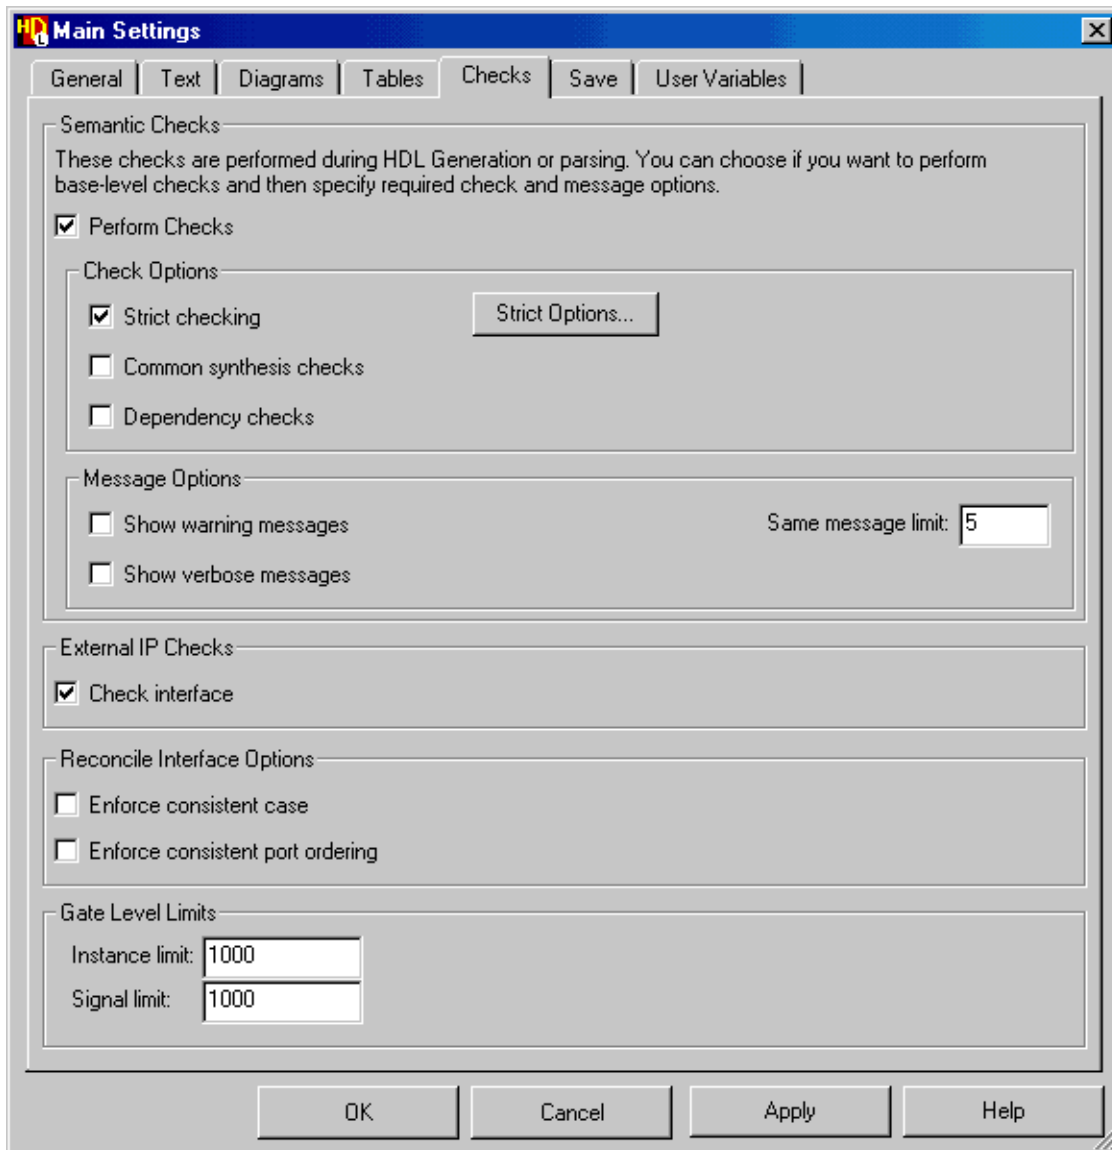 HDL Main Settings
General Text Diagrams Tables Checks Save User Variables
Semantic Checks
These checks are performed during HDL Generation or parsing. You can choose if you want to perform
base-level checks and then specify required check and message options.
Perform Checks
Check Options
Strict checking Strict Options...
Common synthesis checks
Dependency checks
Message Options
Show warning messages Same message limit: 5
Show verbose messages
External IP Checks
Check interface
Reconcile Interface Options
Enforce consistent case
Enforce consistent port ordering
Gate Level Limits
Instance limit: 1000
Signal limit: 1000
OK Cancel Apply Help